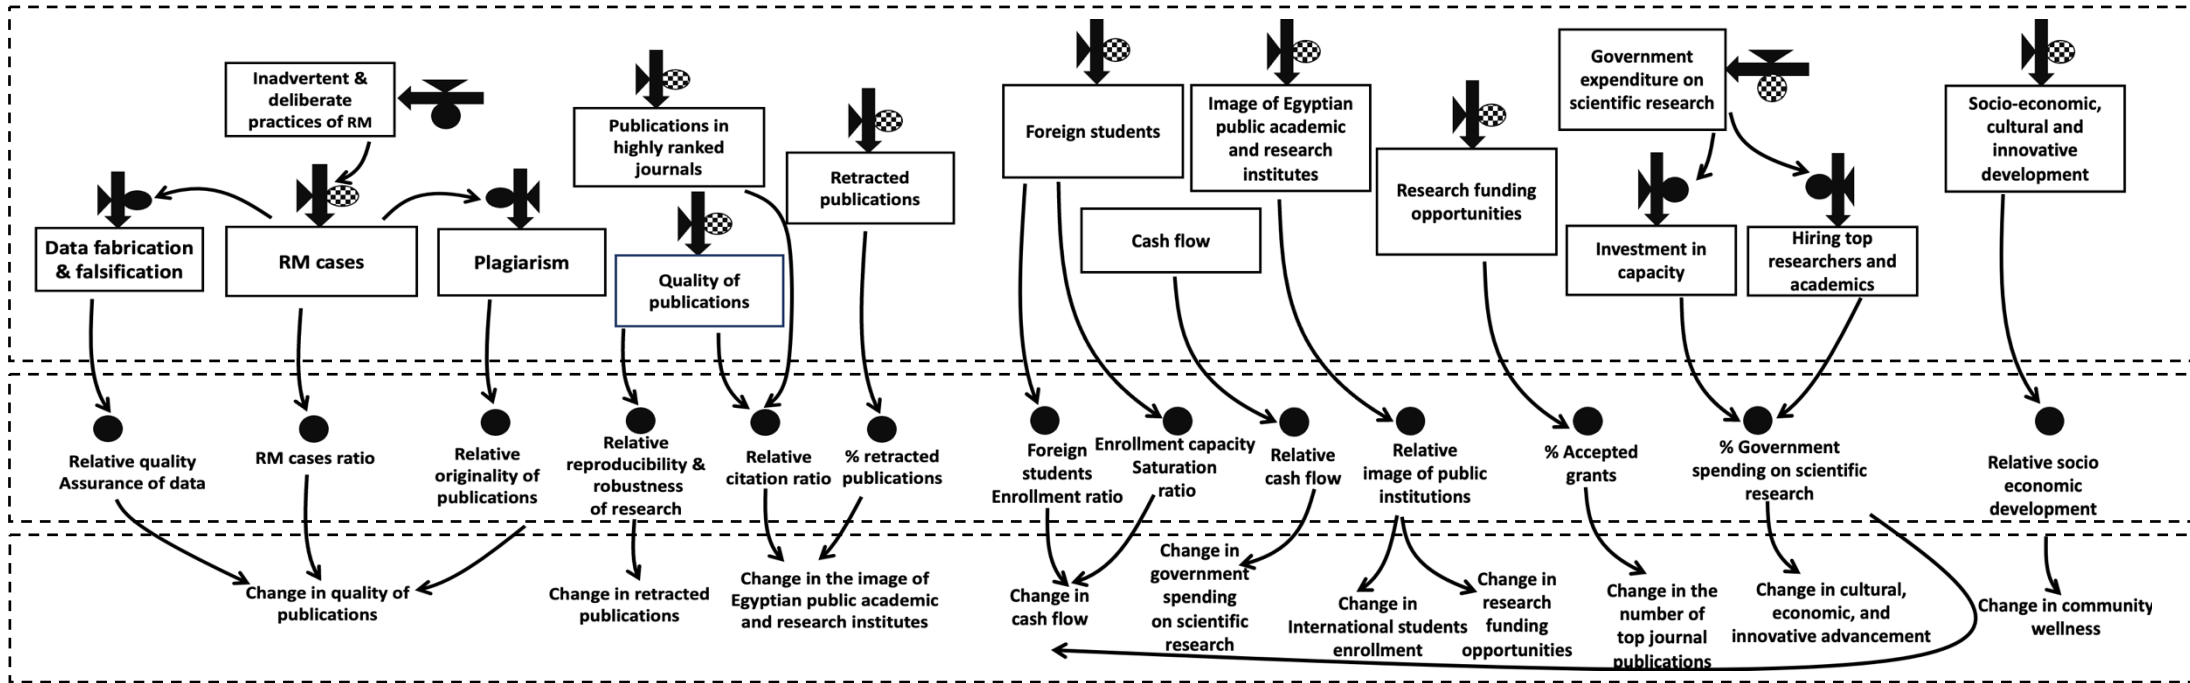 Inadvertent &
deliberate
practices of RM
Data fabrication
& falsification
RM cases
Plagiarism
Publications in
highly ranked
journals
Quality of
publications
Retracted
publications
Foreign students
Cash flow
Image of Egyptian
public academic
and research
institutes
Research funding
opportunities
Government
expenditure on
scientific research
Investment in
capacity
Hiring top
researchers and
academics
Socio-economic,
cultural and
innovative
development
Relative quality
Assurance of data
RM cases ratio
Relative
originality of
publications
Relative
reproducibility &
robustness
of research
Relative
citation ratio
% retracted
publications
Foreign
students
Enrollment ratio
Enrollment capacity
Saturation
ratio
Relative
cash flow
Relative
image of public
institutions
% Accepted
grants
% Government
spending on scientific
research
Relative socio
economic
development
Change in quality of
publications
Change in retracted
publications
Change in the image of
Egyptian public academic
and research institutes
Change in
cash flow
Change in
government
spending
on scientific
research
Change in
International students
enrollment
Change in
research
funding
opportunities
Change in the
number of
top journal
publications
Change in cultural,
economic, and
innovative advancement
Change in community
wellness